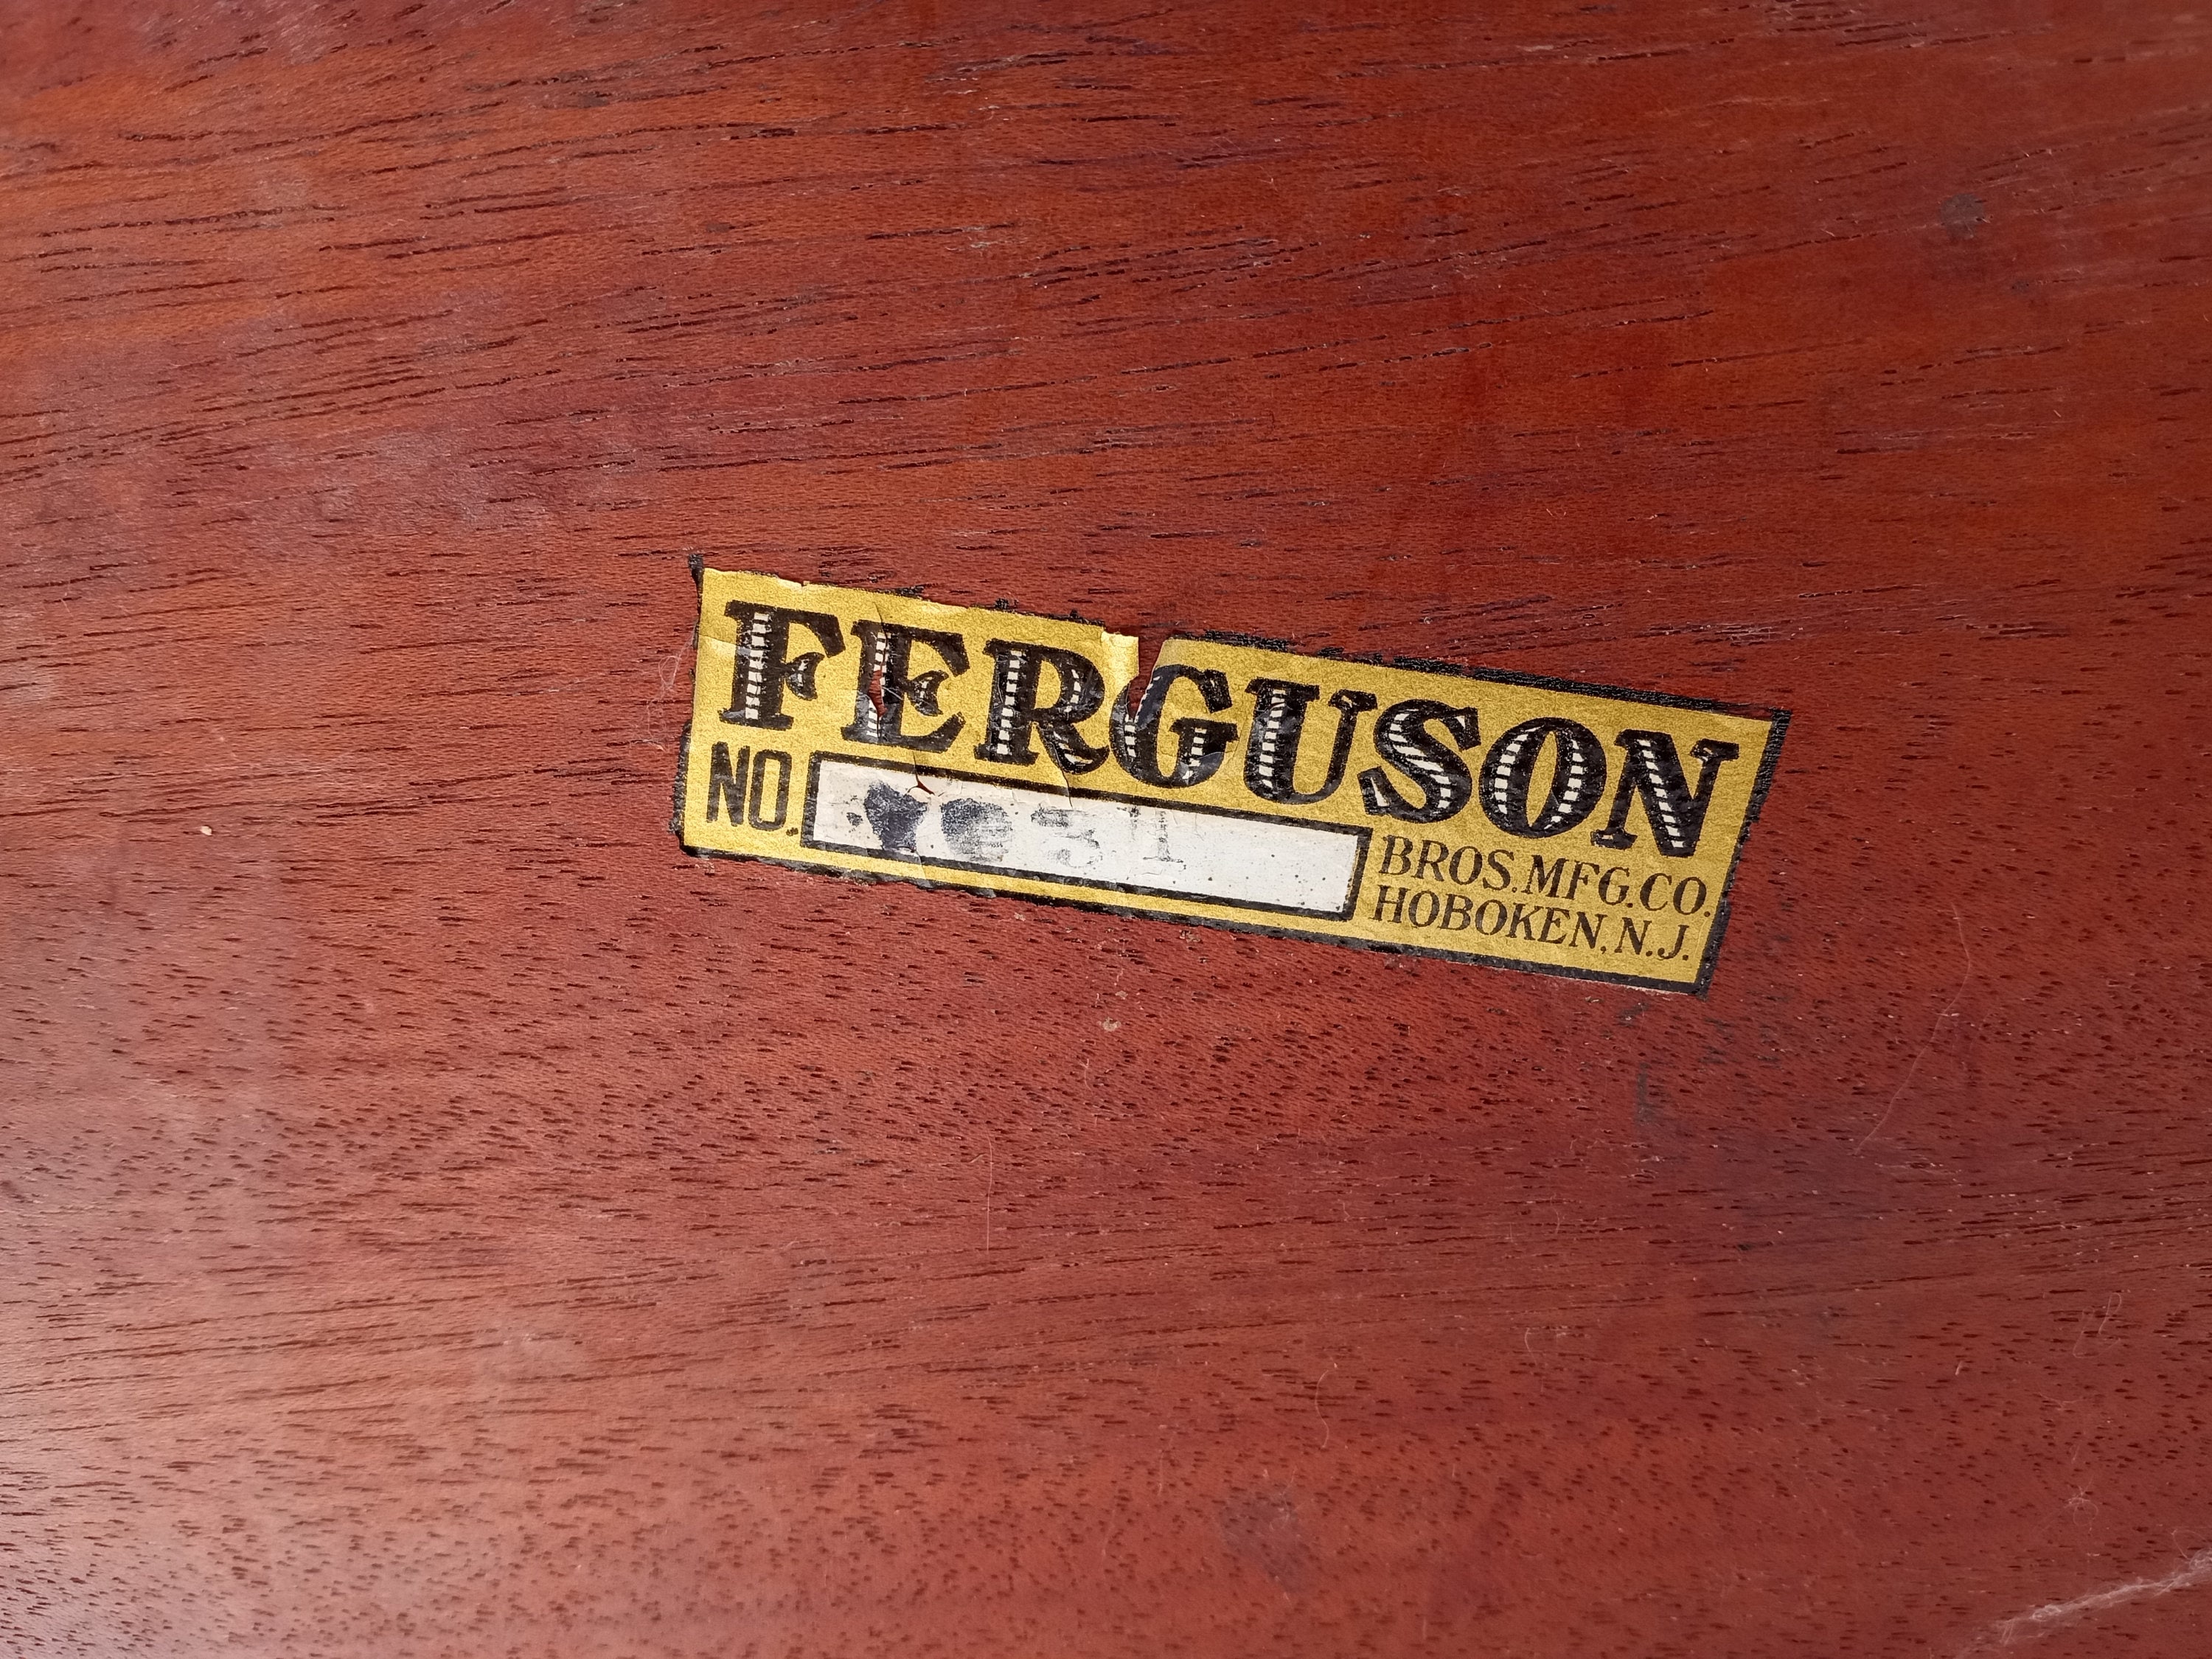 FERGUSON
NO.
BROS. MFG. CO.
HOBOKEN, N.J.